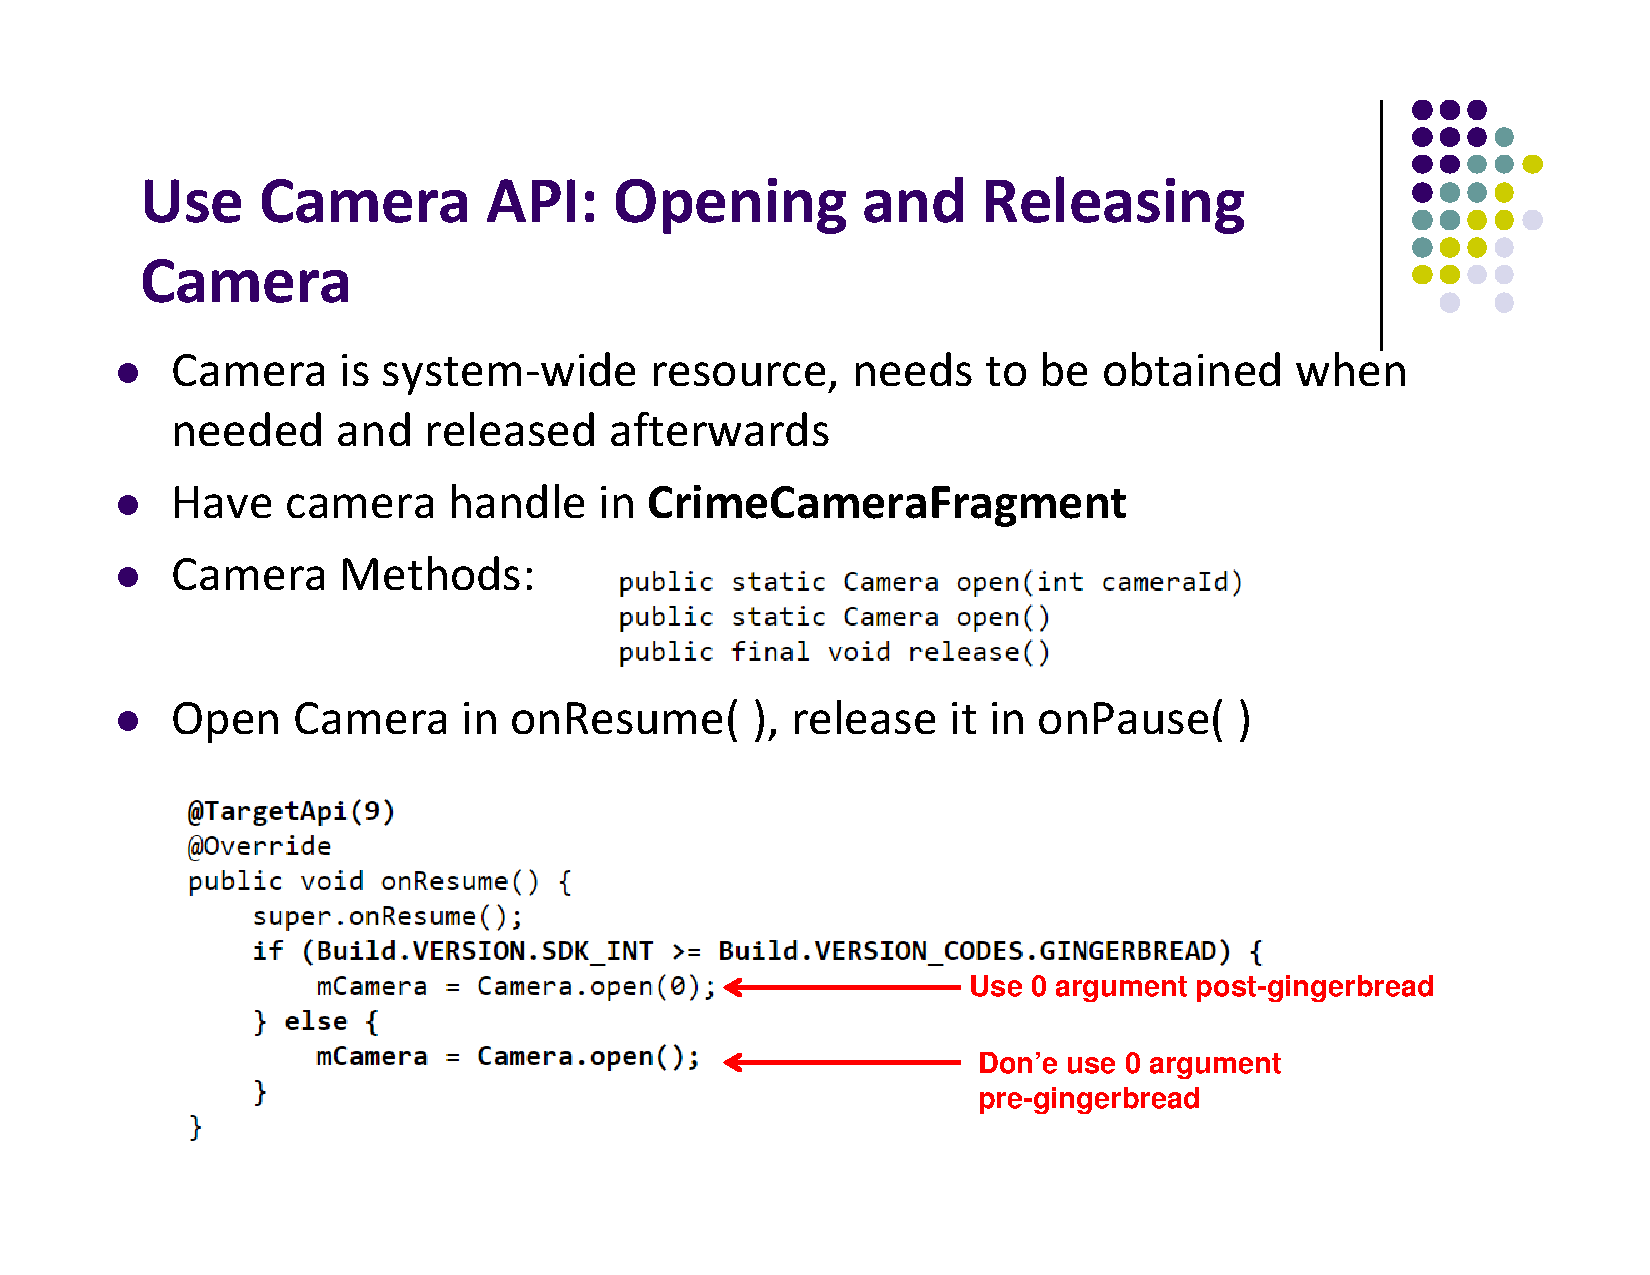 Use Camera API: Opening and Releasing
Camera
Camera is system-wide resource, needs to be obtained when
needed and released afterwards
Have camera handle in CrimeCameraFragment
Camera Methods:
public static Camera open(int cameraId)
public static Camera open()
public final void release()
Open Camera in onResume( ), release it in onPause( )
@TargetApi(9)
@Override
public void onResume() {
super.onResume();
if (Build.VERSION.SDK_INT >= Build.VERSION_CODES.GINGERBREAD) {
mCamera = Camera.open(0); Use 0 argument post-gingerbread
} else {
mCamera = Camera.open(); Don’e use 0 argument
pre-gingerbread
}
}